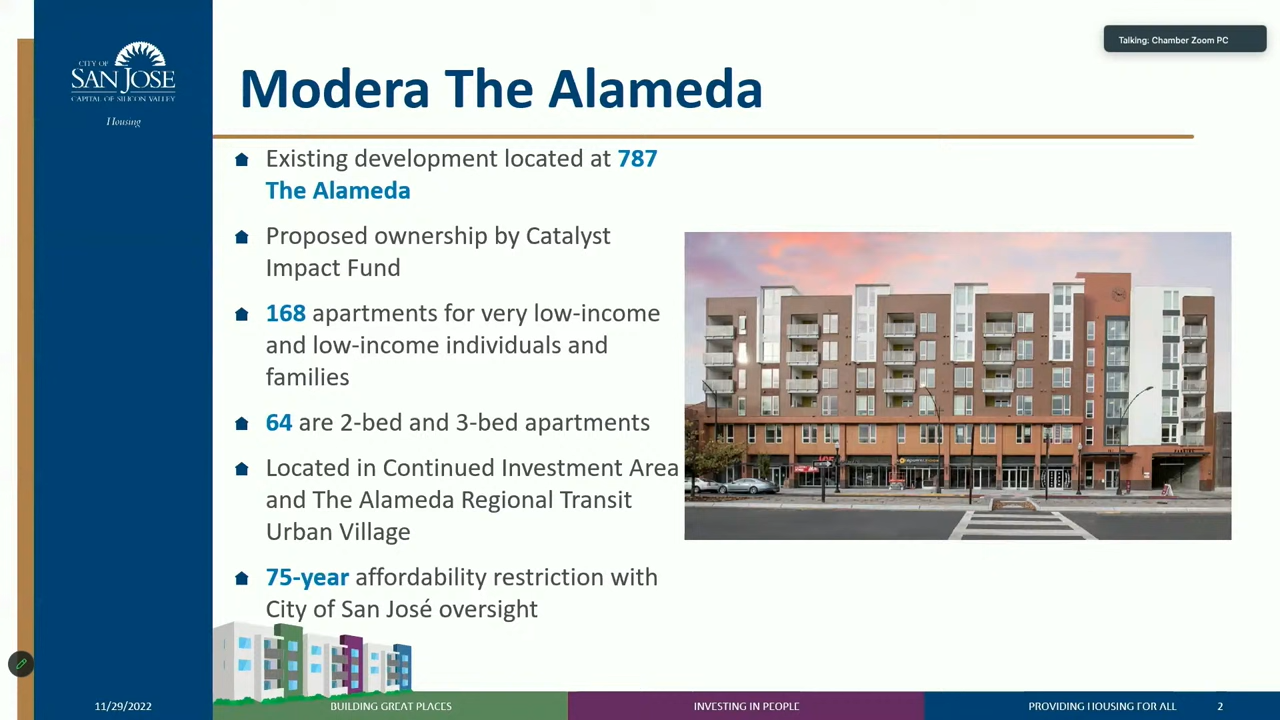 Talking: Chamber Zoom PC
CITY OF
SAN JOSE
CAPITAL OF SILICON VALLEY
Housing
Modera The Alameda
Existing development located at 787
The Alameda
Proposed ownership by Catalyst
Impact Fund
168 apartments for very low-income
and low-income individuals and
families
64 are 2-bed and 3-bed apartments
Located in Continued Investment Area
and The Alameda Regional Transit
Urban Village
75-year affordability restriction with
City of San José oversight
11/29/2022
BUILDING GREAT PLACES
INVESTING IN PEOPLE
PROVIDING HOUSING FOR ALL
2